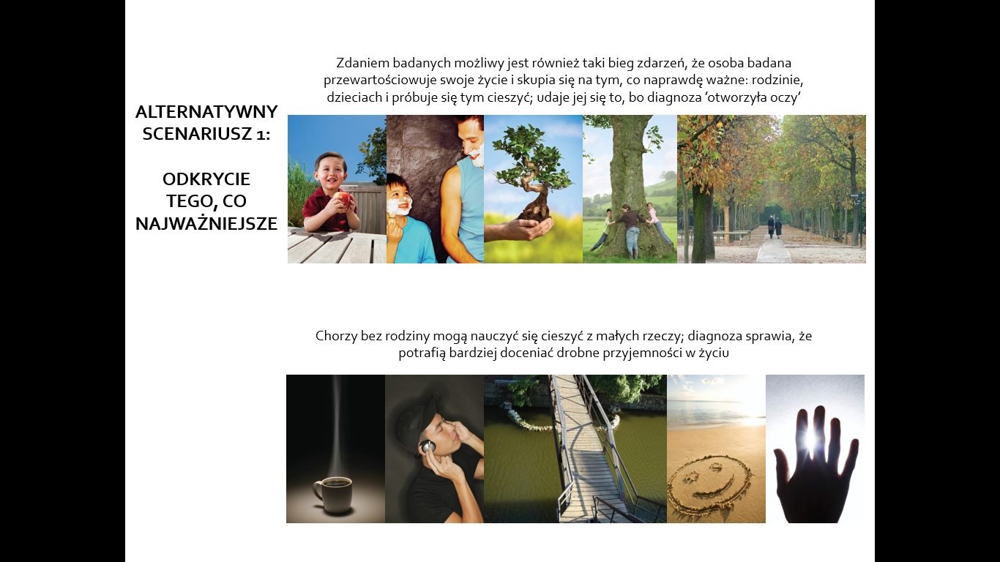 Zdaniem badanych możliwy jest również taki bieg zdarzeń, że osoba badana
przewartościowuje swoje życie i skupia się na tym, co naprawdę ważne: rodzinie,
dzieciach i próbuje się tym cieszyć; udaje jej się to, bo diagnoza ’otworzyła oczy’
ALTERNATYWNY
SCENARIUSZ 1:
ODKRYCIE
TEGO, CO
NAJWAŻNIEJSZE
Chorzy bez rodziny mogą nauczyć się cieszyć z małych rzeczy; diagnoza sprawia, że
potrafią bardziej doceniać drobne przyjemności w życiu